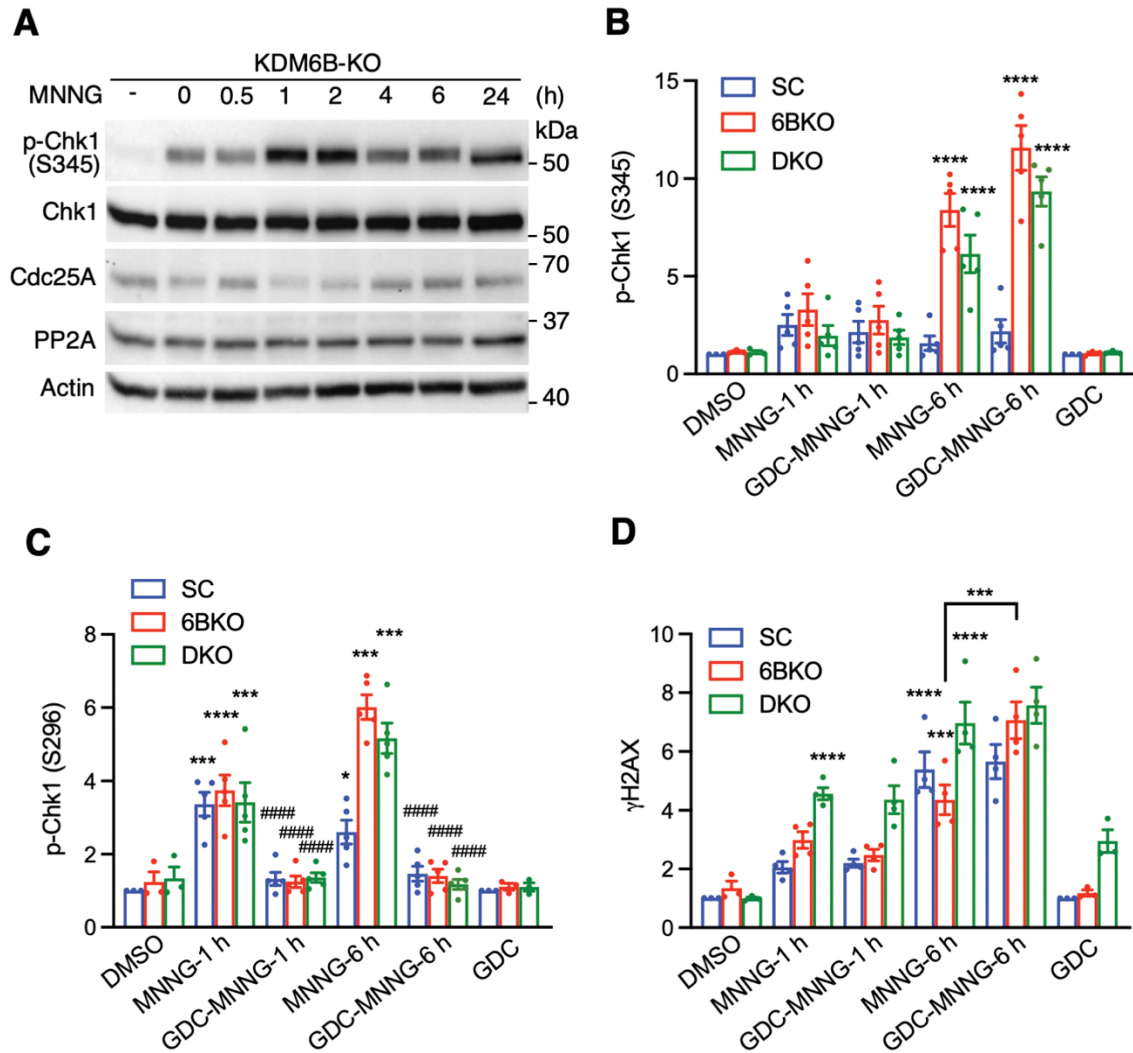 A
KDM6B-KO
MNNG - 0 0.5 1 2 4 6 24 (h)
kDa
p-Chk1
(S345)
- 50
Chk1
- 50
- 70
Cdc25A
- 37
PP2A
Actin
- 40
B
15
10
5
0
p-Chk1 (S345)
SC
6BKO
DKO
****
****
****
****
DMSO
MNNG-1 h
GDC-MNNG-1 h
MNNG-6 h
GDC-MNNG-6 h
GDC
C
SC
6BKO
DKO
8
6
4
2
0
p-Chk1 (S296)
***
****
***
####
####
####
*
***
***
####
####
####
DMSO
MNNG-1 h
GDC-MNNG-1 h
MNNG-6 h
GDC-MNNG-6 h
GDC
D
SC
6BKO
DKO
10
8
6
4
2
0
γH2AX
****
****
***
****
***
DMSO
MNNG-1 h
GDC-MNNG-1 h
MNNG-6 h
GDC-MNNG-6 h
GDC